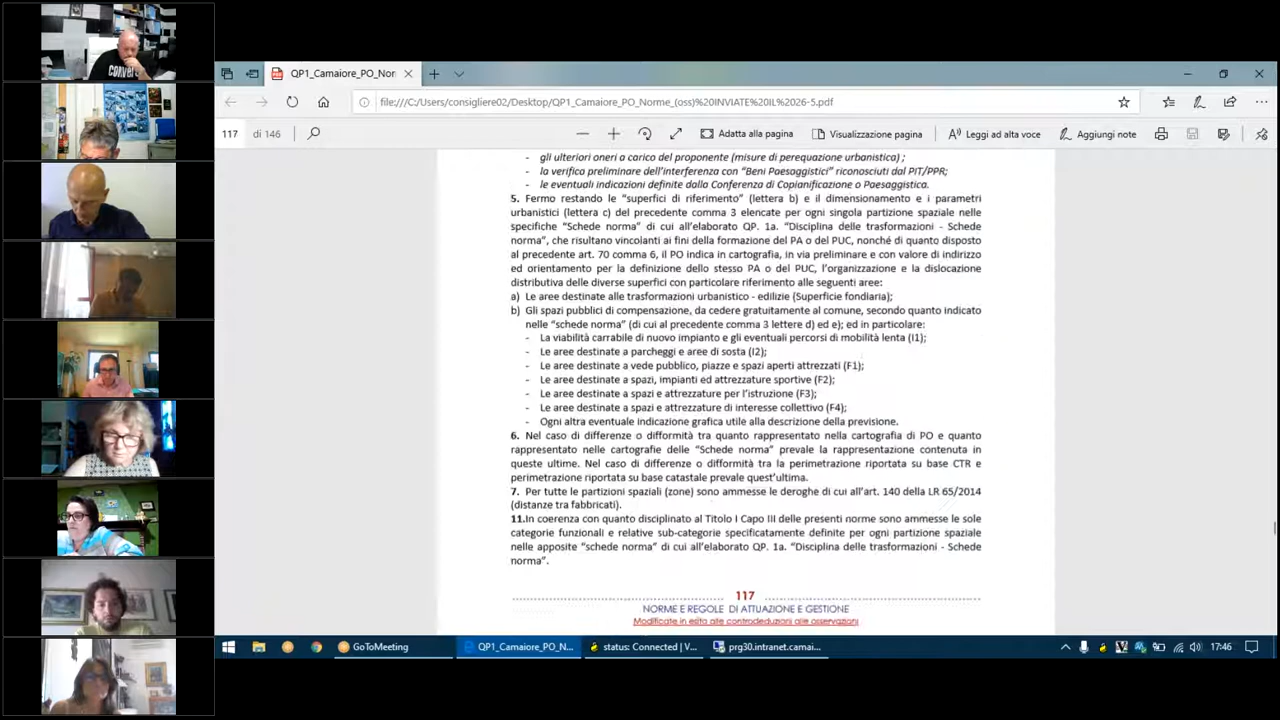 CONVERSE
QP1_Camaiore_PO_Nor
file:///C:/Users/consigliere02/Desktop/QP1_Camaiore_PO_Norme_(oss)%20INVIATE%20IL%2026-5.pdf
117 di 146
Adatta alla pagina
Visualizzazione pagina
Leggi ad alta voce
Aggiungi note
- gli ulteriori oneri a carico del proponente (misure di perequazione urbanistica) ;
- la verifica preliminare dell'interferenza con "Beni Paesaggistici" riconosciuti dal PIT/PPR;
- le eventuali indicazioni definite dalla Conferenza di Copianificazione o Paesaggistica.
5. Fermo restando le "superfici di riferimento" (lettera b) e il dimensionamento e i parametri
urbanistici (lettera c) del precedente comma 3 elencate per ogni singola partizione spaziale nelle
specifiche "Schede norma" di cui all'elaborato QP. 1a. "Disciplina delle trasformazioni - Schede
norma", che risultano vincolanti ai fini della formazione del PA o del PUC, nonché di quanto disposto
al precedente art. 70 comma 6, il PO indica in cartografia, in via preliminare e con valore di indirizzo
ed orientamento per la definizione dello stesso PA o del PUC, l'organizzazione e la dislocazione
distributiva delle diverse superfici con particolare riferimento alle seguenti aree:
a) Le aree destinate alle trasformazioni urbanistico - edilizie (Superficie fondiaria);
b) Gli spazi pubblici di compensazione, da cedere gratuitamente al comune, secondo quanto indicato
nelle "schede norma" (di cui al precedente comma 3 lettere d) ed e); ed in particolare:
- La viabilità carrabile di nuovo impianto e gli eventuali percorsi di mobilità lenta (I1);
- Le aree destinate a parcheggi e aree di sosta (I2);
- Le aree destinate a vede pubblico, piazze e spazi aperti attrezzati (F1);
- Le aree destinate a spazi, impianti ed attrezzature sportive (F2);
- Le aree destinate a spazi e attrezzature per l'istruzione (F3);
- Le aree destinate a spazi e attrezzature di interesse collettivo (F4);
- Ogni altra eventuale indicazione grafica utile alla descrizione della previsione.
6. Nel caso di differenze o difformità tra quanto rappresentato nella cartografia di PO e quanto
rappresentato nelle cartografie delle "Schede norma" prevale la rappresentazione contenuta in
queste ultime. Nel caso di differenze o difformità tra la perimetrazione riportata su base CTR e
perimetrazione riportata su base catastale prevale quest'ultima.
7. Per tutte le partizioni spaziali (zone) sono ammesse le deroghe di cui all'art. 140 della LR 65/2014
(distanze tra fabbricati).
11.In coerenza con quanto disciplinato al Titolo I Capo III delle presenti norme sono ammesse le sole
categorie funzionali e relative sub-categorie specificatamente definite per ogni partizione spaziale
nelle apposite "schede norma" di cui all'elaborato QP. 1a. "Disciplina delle trasformazioni - Schede
norma".
117
NORME E REGOLE DI ATTUAZIONE E GESTIONE
Modificate in esito alle controdeduzioni alle osservazioni
GoToMeeting
QP1_Camaiore_PO_N...
status: Connected | V...
prg30.intranet.camai...
17:46